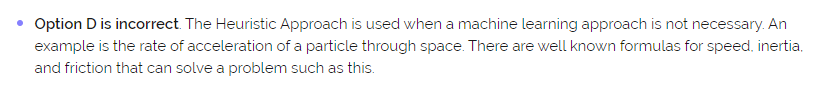 Option D is incorrect. The Heuristic Approach is used when a machine learning approach is not necessary. An
example is the rate of acceleration of a particle through space. There are well known formulas for speed, inertia,
and friction that can solve a problem such as this.